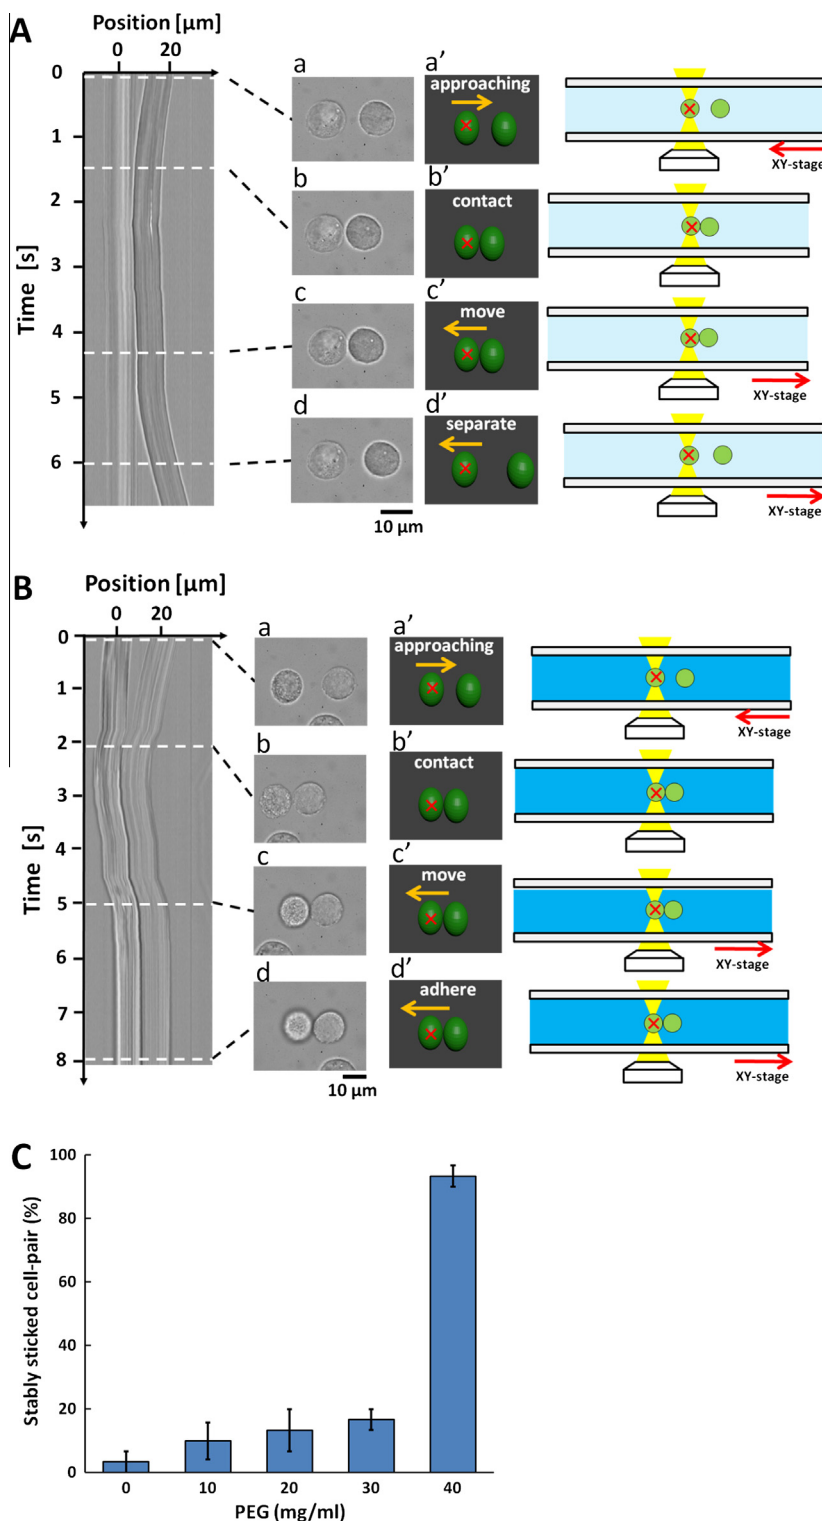 A
Position [µm]
0 20
Time [s]
0
1
2
3
4
5
6
a
b
c
d
10 µm
a’
approaching
b’
contact
c’
move
d’
separate
XY-stage
XY-stage
XY-stage
B
Position [µm]
0 20
Time [s]
0
1
2
3
4
5
6
7
8
a
b
c
d
10 µm
a’
approaching
b’
contact
c’
move
d’
adhere
XY-stage
XY-stage
XY-stage
C
Stably sticked cell-pair (%)
100
80
60
40
20
0
0 10 20 30 40
PEG (mg/ml)